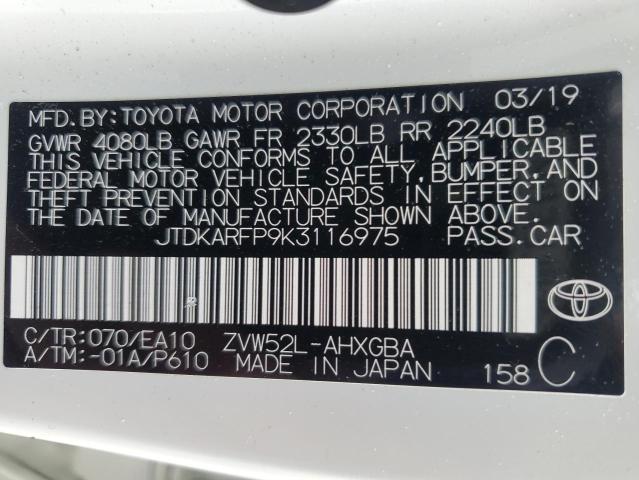 MFD.BY:TOYOTA MOTOR CORPORATION 03/19
GVWR 4080LB GAWR FR 2330LB RR 2240LB
THIS VEHICLE CONFORMS TO ALL APPLICABLE
FEDERAL MOTOR VEHICLE SAFETY,BUMPER,AND
THEFT PREVENTION STANDARDS IN EFFECT ON
THE DATE OF MANUFACTURE SHOWN ABOVE.
JTDKARFP9K3116975 PASS.CAR
C/TR:070/EA10 ZVW52L-AHXGBA
A/TM:-01A/P610 MADE IN JAPAN 158 C